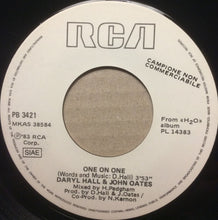 RCA
CAMPIONE NON
COMMERCIABILE
PB 3421
MKAS 38584
From «H₂O»
album
PL 14383
℗ '83 RCA
Corp.
SIAE
ONE ON ONE
(Words and Music: D.Hall) 3'53"
DARYL HALL & JOHN OATES
Mixed by H.Padgham
Prod. by D.Hall & J.Oates /
Co-Prod. by N.Kernon